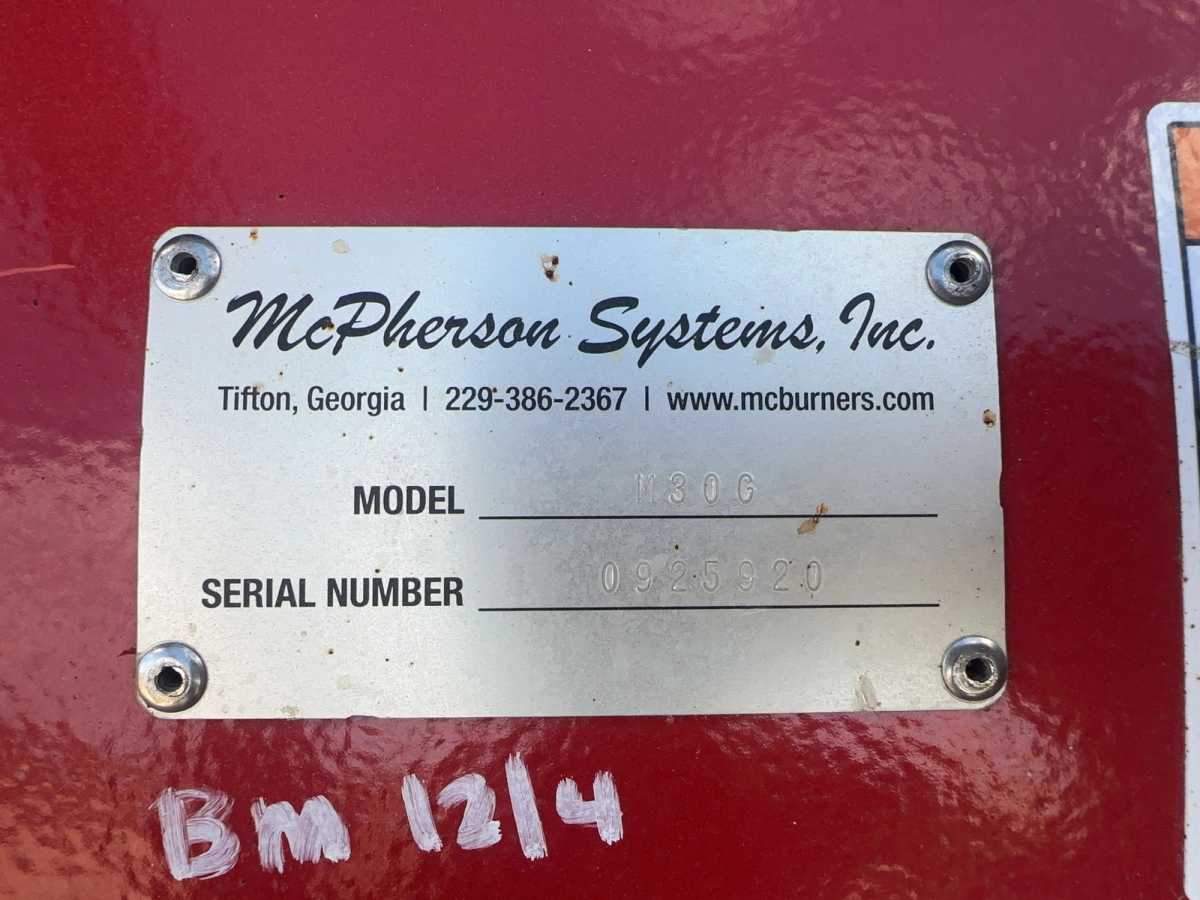 McPherson Systems, Inc.
Tifton, Georgia | 229-386-2367 | www.mcburners.com
MODEL M30G
SERIAL NUMBER 0925920
Bm 12/4